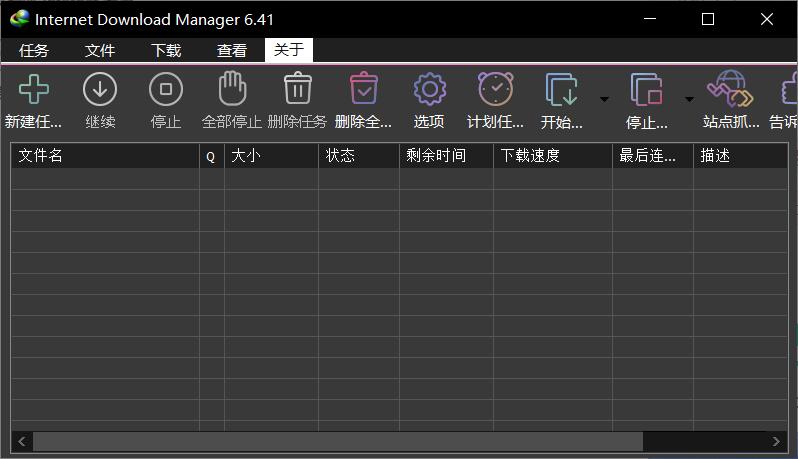 Internet Download Manager 6.41
任务 文件 下载 查看 关于
新建任... 继续 停止 全部停止 删除任务 删除全... 选项 计划任... 开始... 停止... 站点抓... 告诉
文件名 Q 大小 状态 剩余时间 下载速度 最后连... 描述